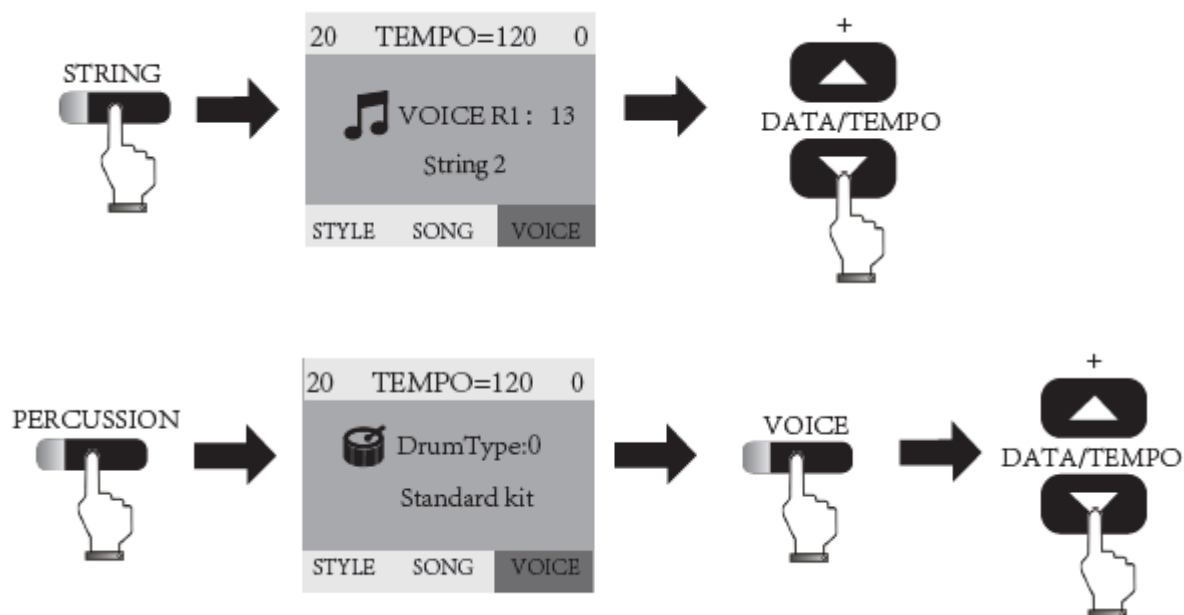 STRING
20 TEMPO=120 0
VOICE R1: 13
String 2
STYLE SONG VOICE
+
DATA/TEMPO
PERCUSSION
20 TEMPO=120 0
DrumType:0
Standard kit
STYLE SONG VOICE
VOICE
+
DATA/TEMPO